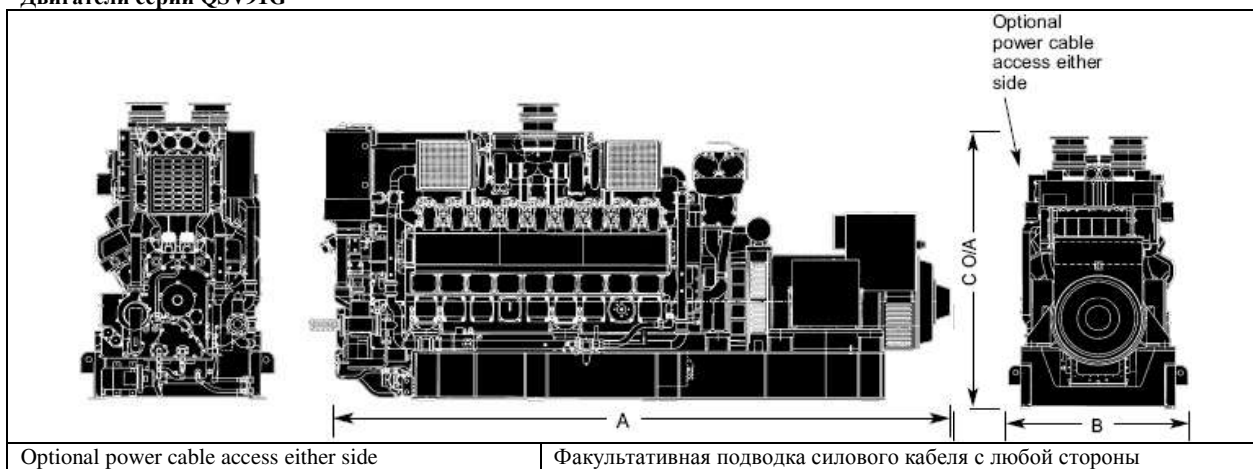 Двигатели серии QSV91G
Optional
power cable
access either
side
C O/A
A
B
Optional power cable access either side
Факультативная подводка силового кабеля с любой стороны